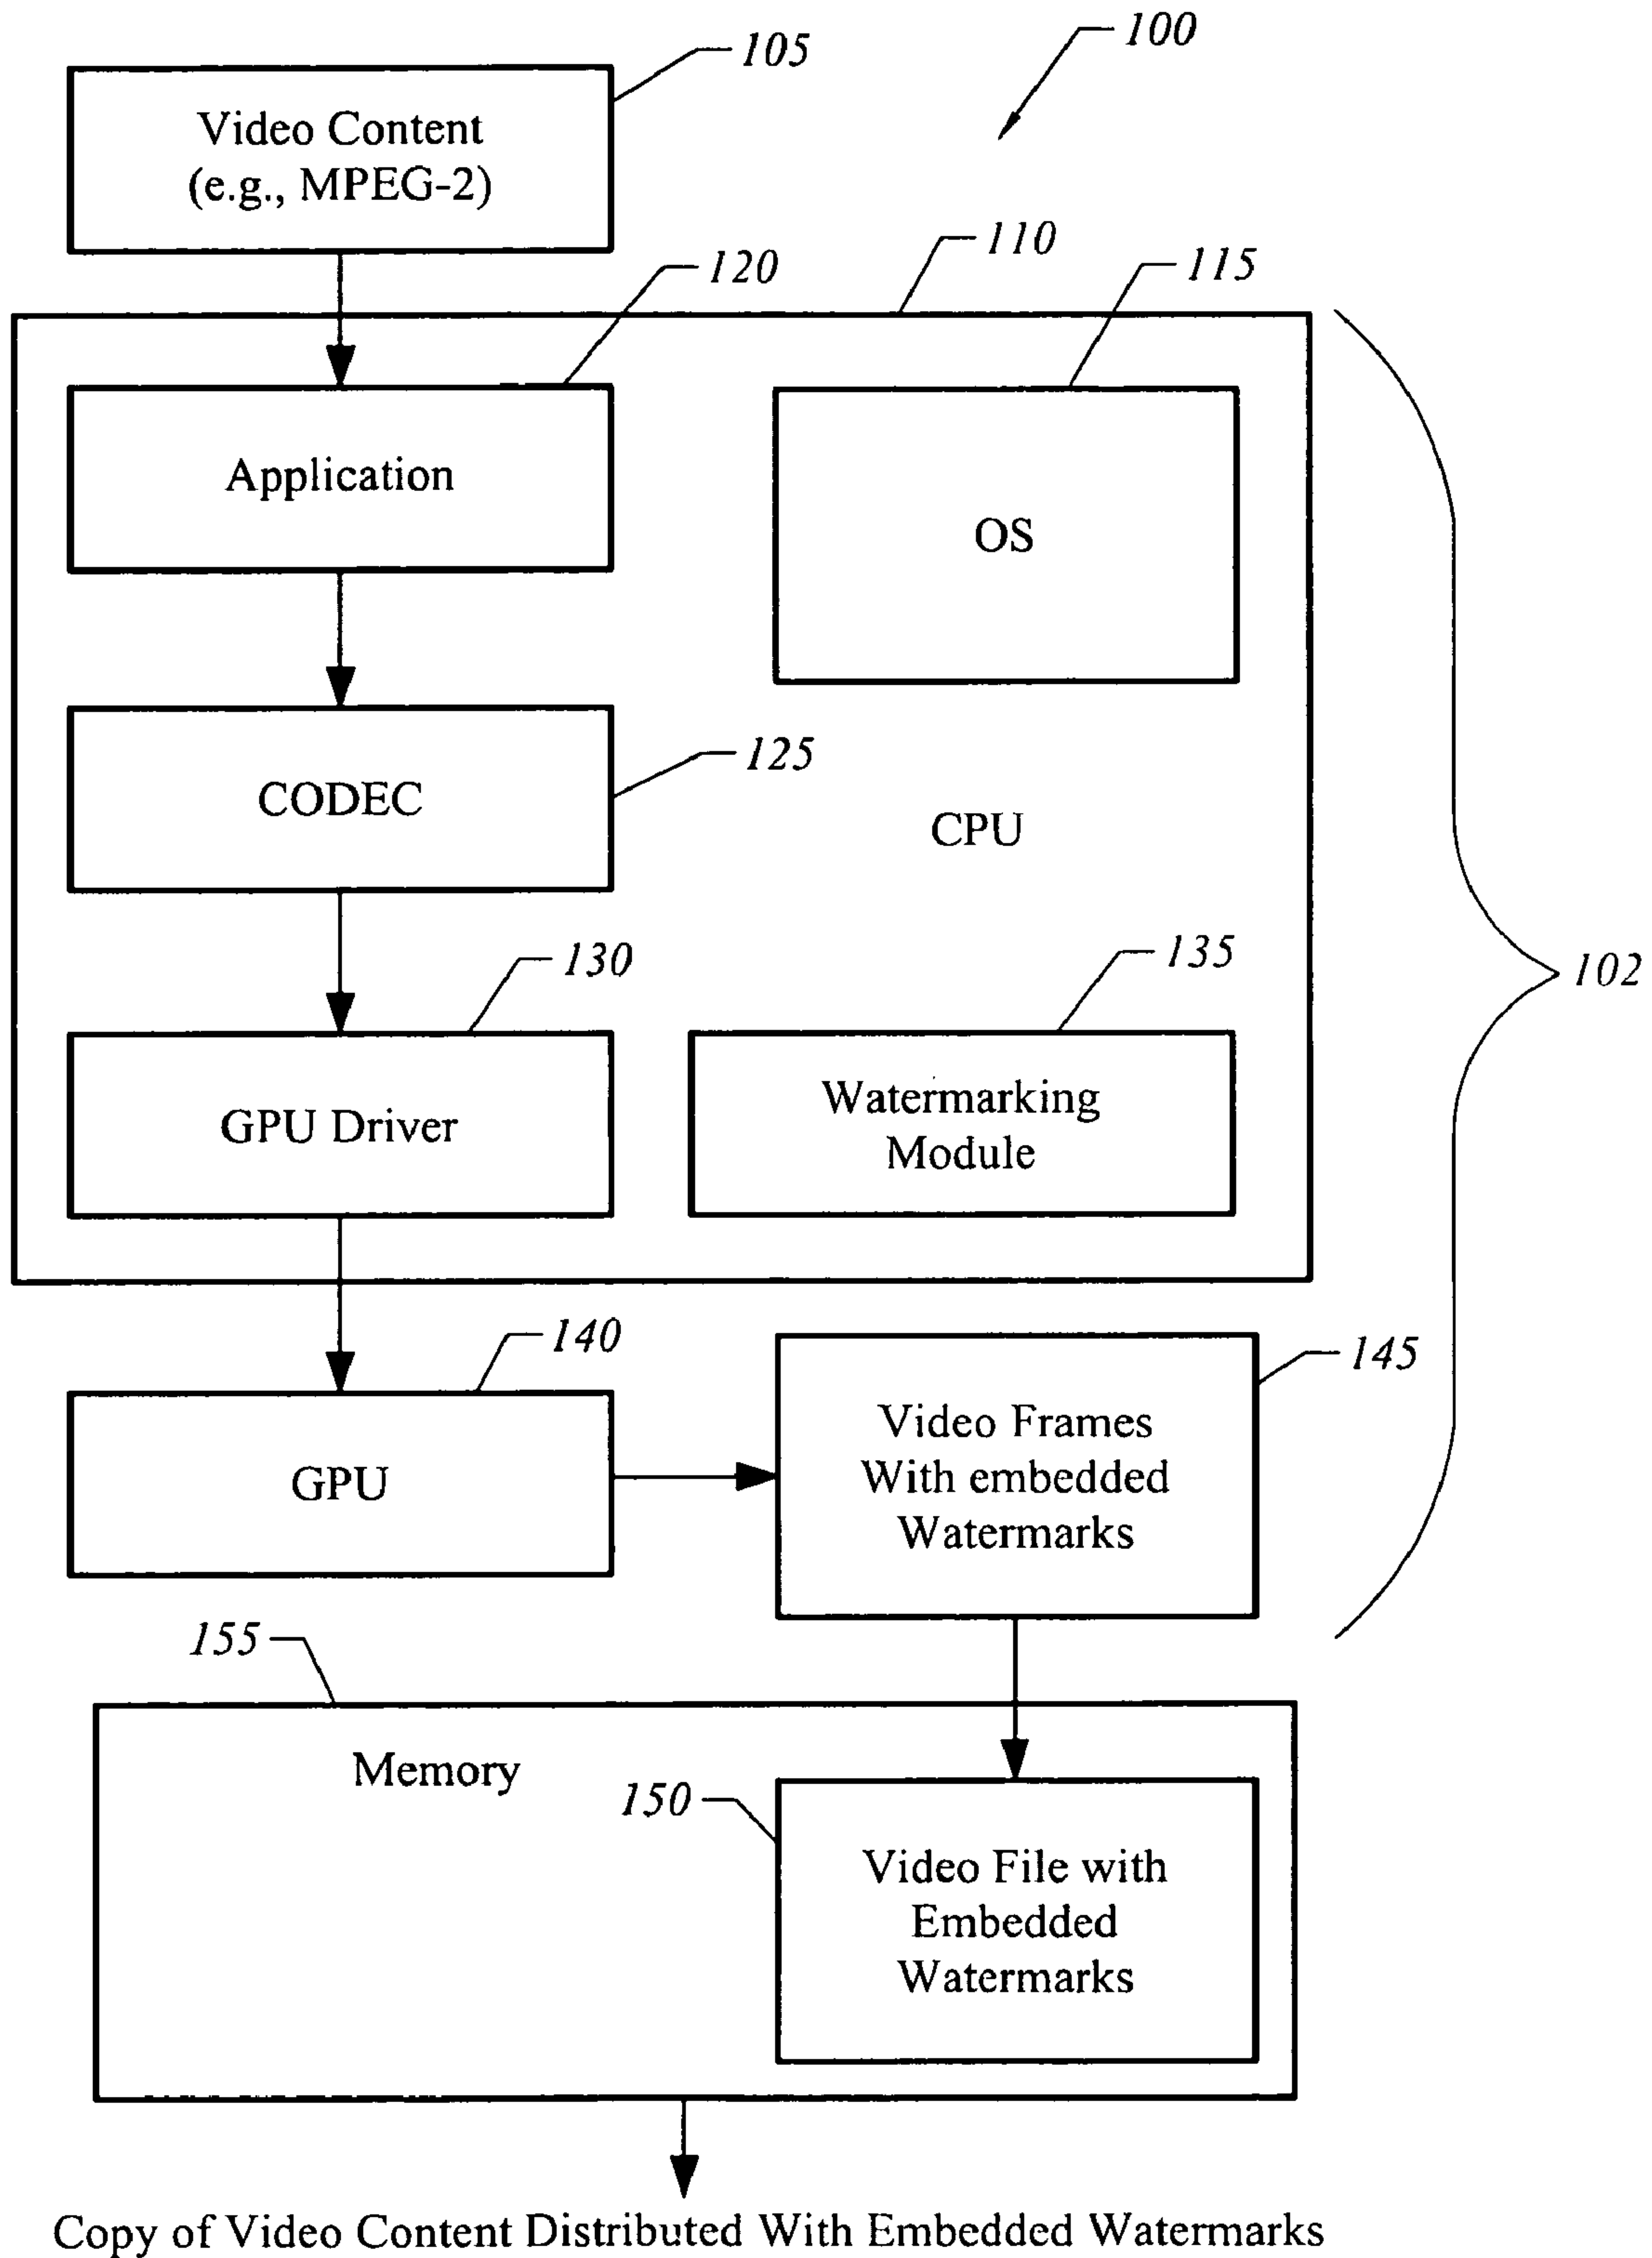 100
105
Video Content
(e.g., MPEG-2)
110
120
115
Application
OS
125
CODEC
CPU
130
135
102
GPU Driver
Watermarking
Module
140
145
GPU
Video Frames
With embedded
Watermarks
155
Memory
150
Video File with
Embedded
Watermarks
Copy of Video Content Distributed With Embedded Watermarks